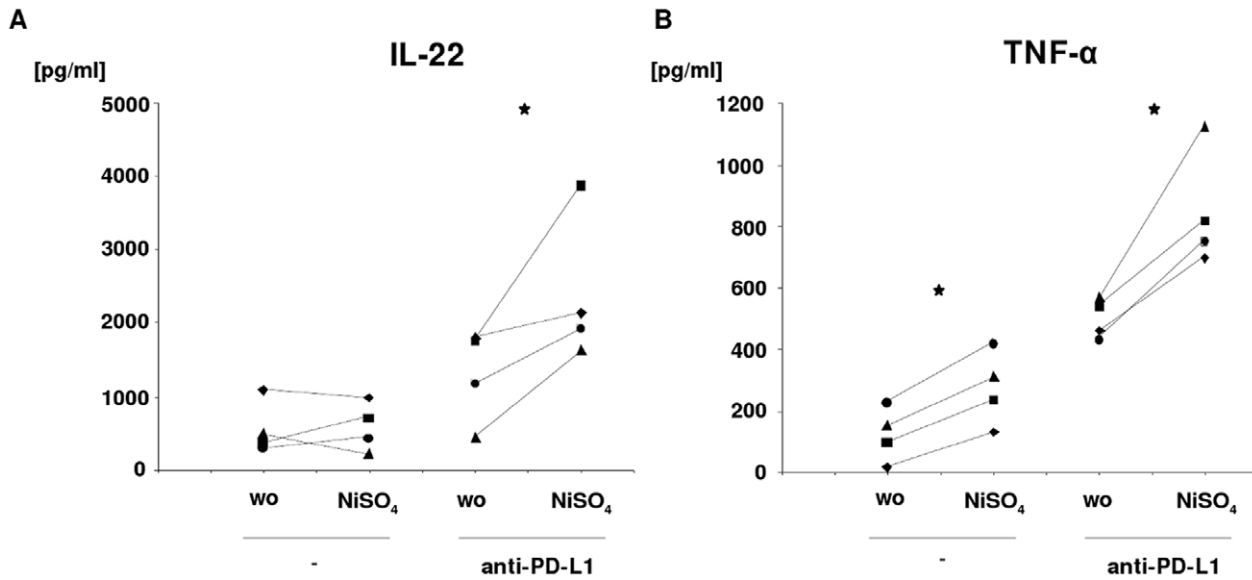 A
IL-22
[pg/ml]
5000
4000
3000
2000
1000
0
wo NiSO₄ wo NiSO₄
- anti-PD-L1
B
TNF-α
[pg/ml]
1200
1000
800
600
400
200
0
wo NiSO₄ wo NiSO₄
- anti-PD-L1